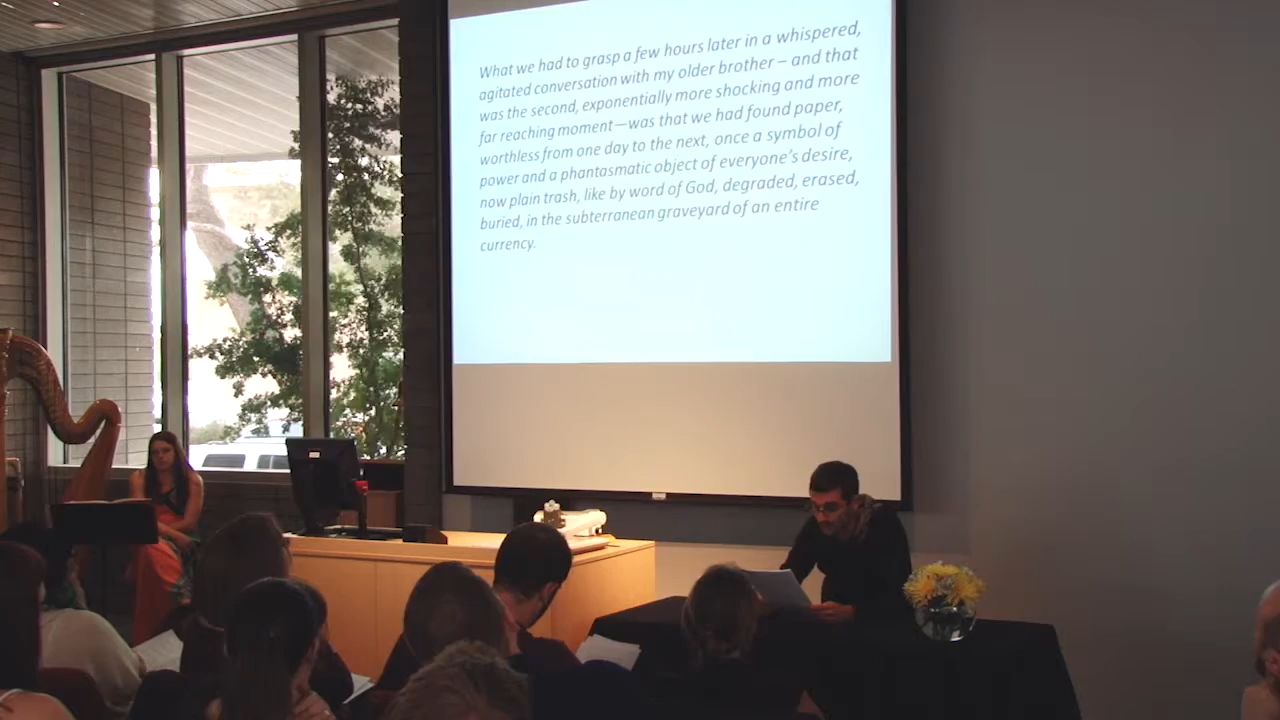 What we had to grasp a few hours later in a whispered,
agitated conversation with my older brother – and that
was the second, exponentially more shocking and more
far reaching moment—was that we had found paper,
worthless from one day to the next, once a symbol of
power and a phantasmatic object of everyone's desire,
now plain trash, like by word of God, degraded, erased,
buried, in the subterranean graveyard of an entire
currency.